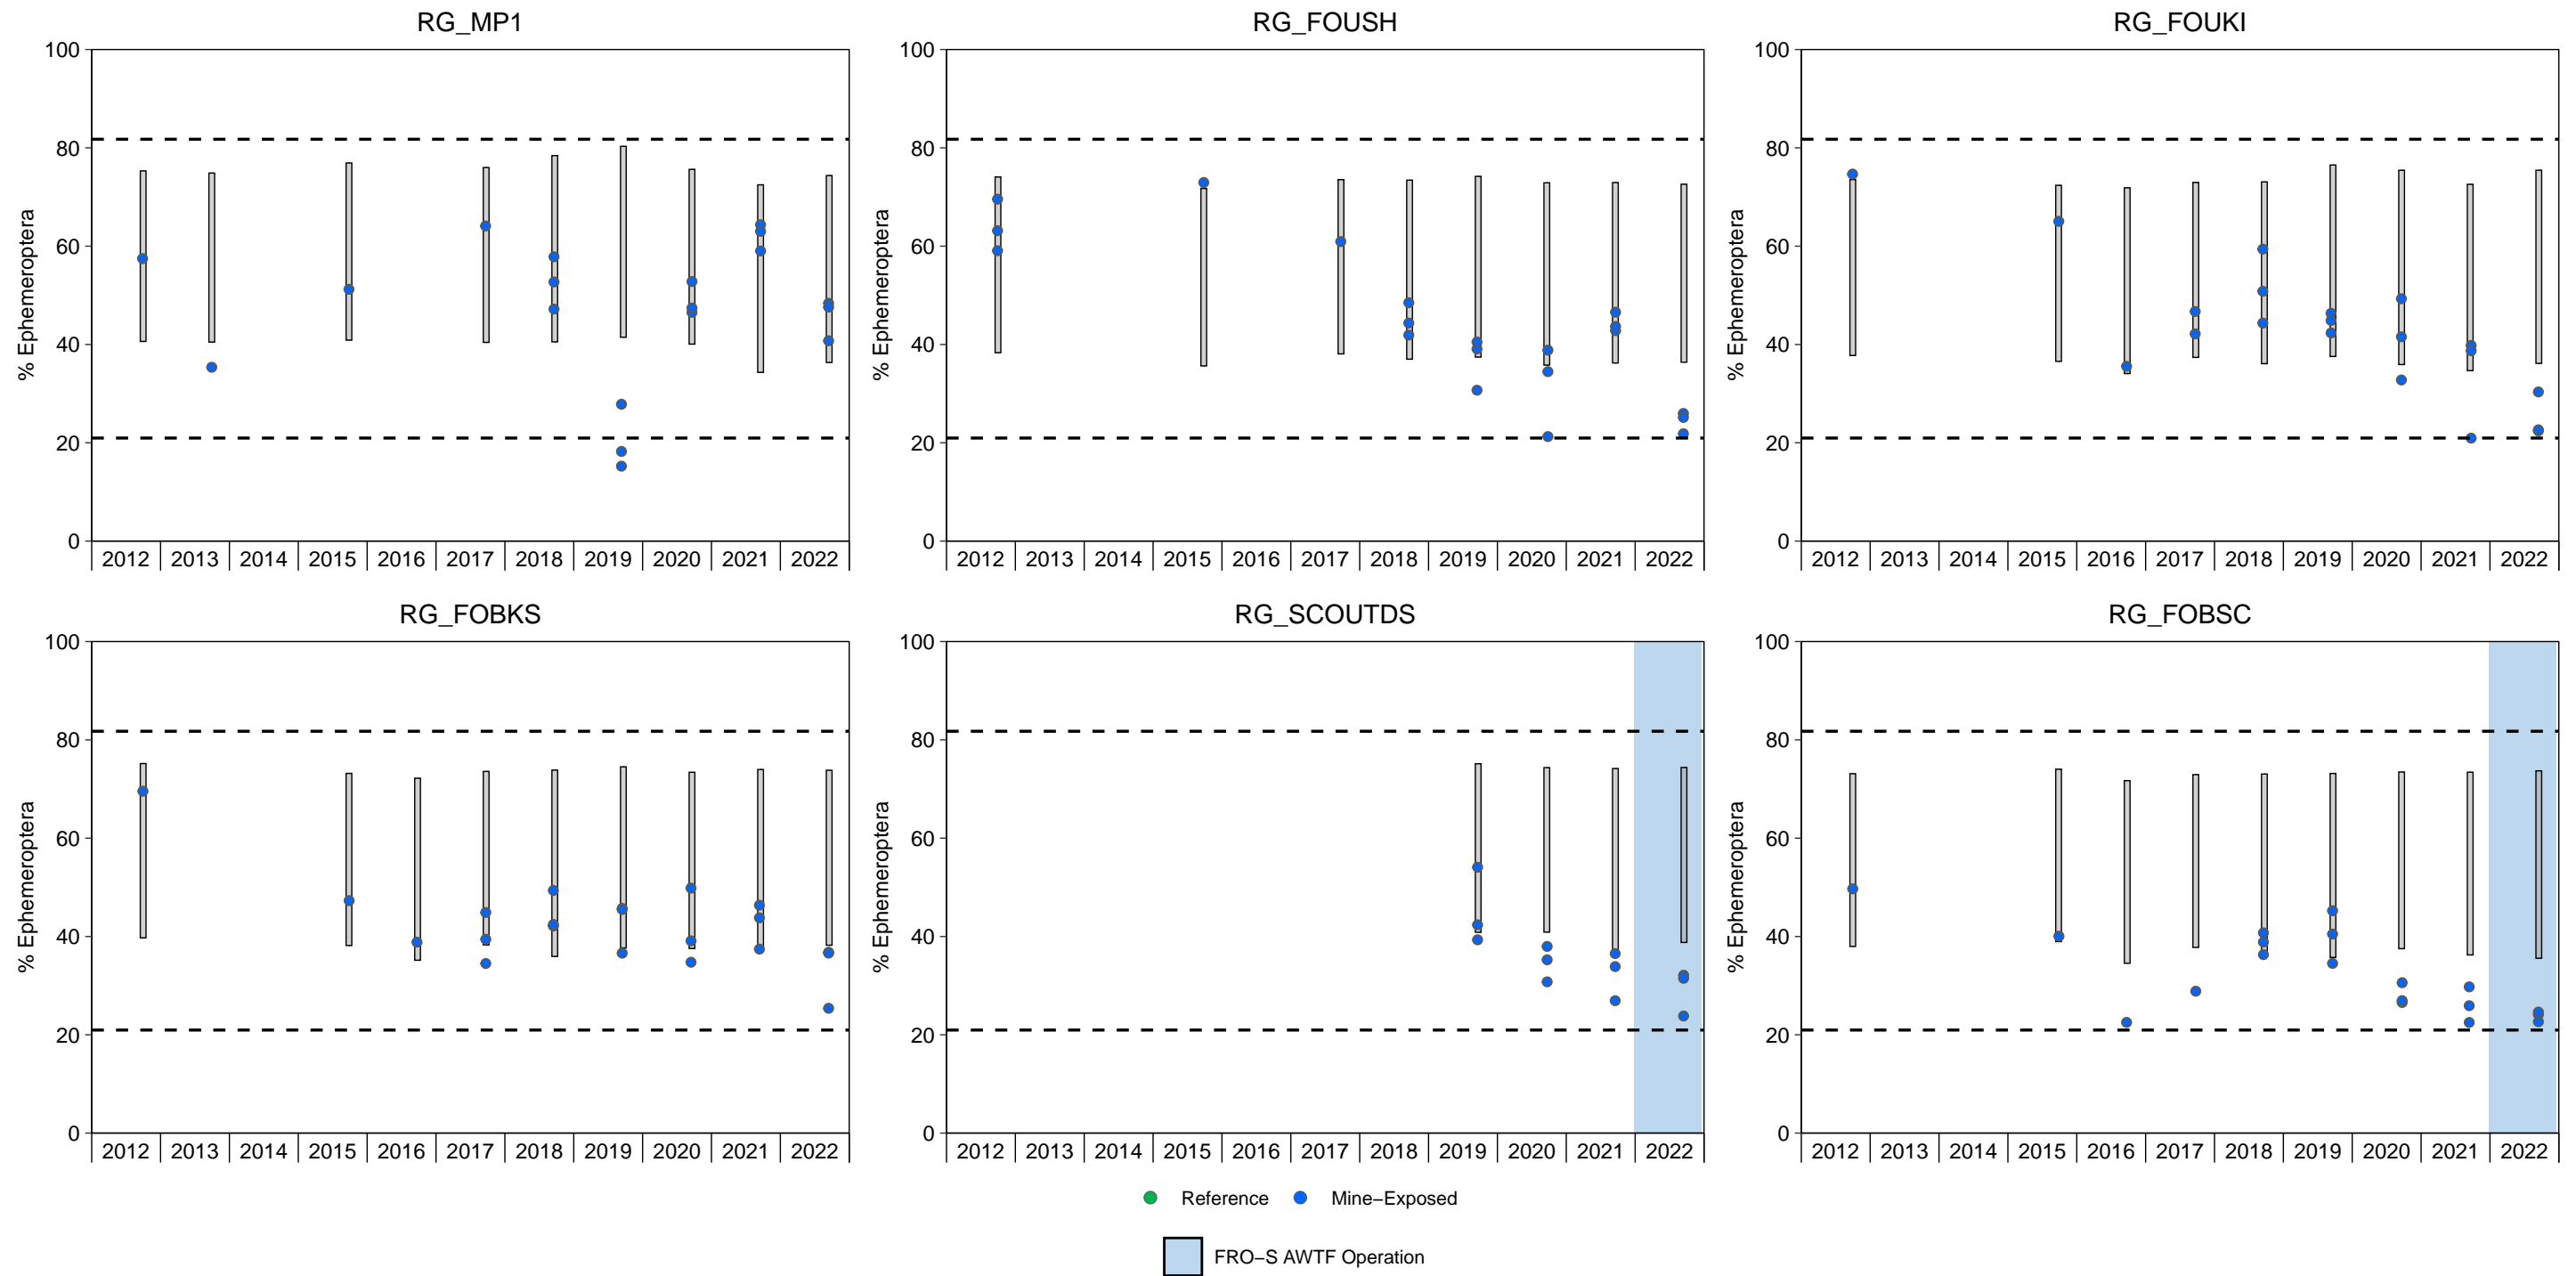 RG_MP1 RG_FOUSH RG_FOUKI
100 100 100
80 80 80
60 60 60
40 40 40
20 20 20
0 0 0
% Ephemeroptera % Ephemeroptera % Ephemeroptera
2012 2013 2014 2015 2016 2017 2018 2019 2020 2021 2022 2012 2013 2014 2015 2016 2017 2018 2019 2020 2021 2022 2012 2013 2014 2015 2016 2017 2018 2019 2020 2021 2022
RG_FOBKS RG_SCOUTDS RG_FOBSC
100 100 100
80 80 80
60 60 60
40 40 40
20 20 20
0 0 0
% Ephemeroptera % Ephemeroptera % Ephemeroptera
2012 2013 2014 2015 2016 2017 2018 2019 2020 2021 2022 2012 2013 2014 2015 2016 2017 2018 2019 2020 2021 2022 2012 2013 2014 2015 2016 2017 2018 2019 2020 2021 2022
Reference Mine−Exposed
FRO−S AWTF Operation